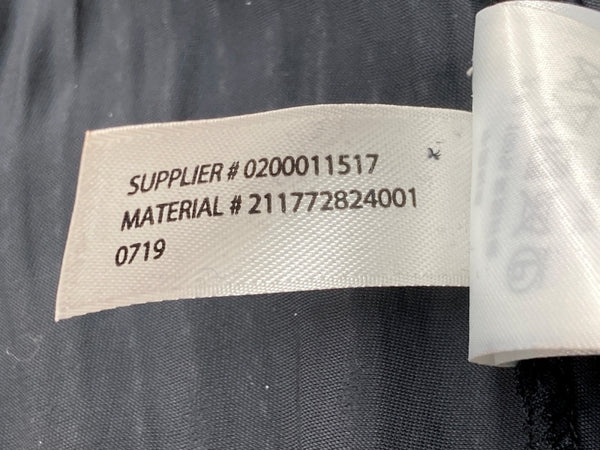 SUPPLIER # 0200011517
MATERIAL # 211772824001
0719